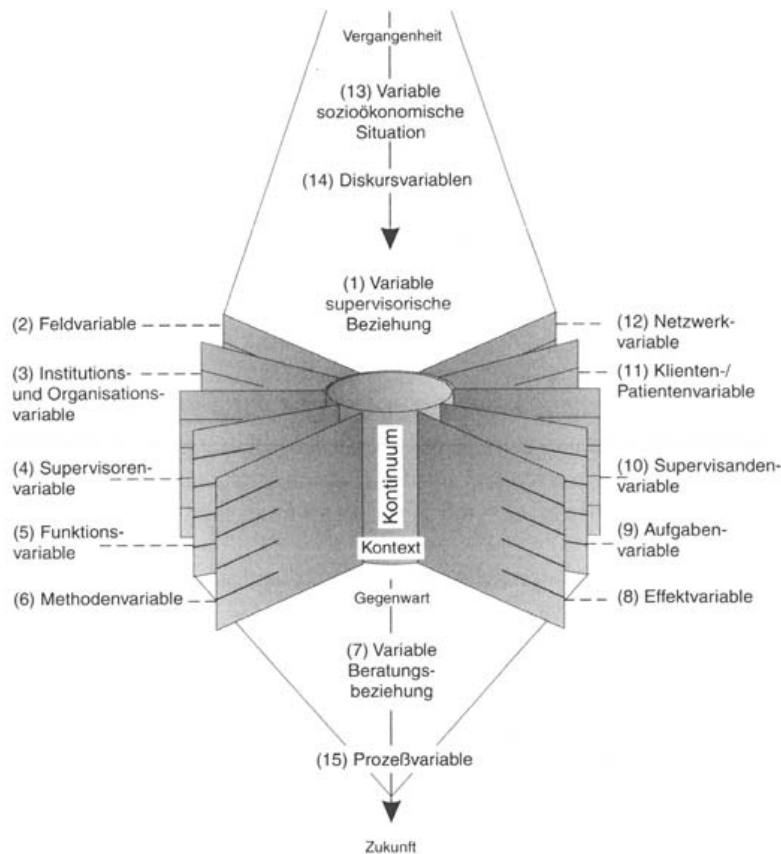 Vergangenheit
(13) Variable
sozioökonomische
Situation
(14) Diskursvariablen
(1) Variable
supervisorische
Beziehung
(2) Feldvariable
(3) Institutions-
und Organisations-
variable
(4) Supervisoren-
variable
(5) Funktions-
variable
(6) Methodenvariable
(12) Netzwerk-
variable
(11) Klienten-/
Patientenvariable
(10) Supervisanden-
variable
(9) Aufgaben-
variable
(8) Effektvariable
Kontinuum
Kontext
Gegenwart
(7) Variable
Beratungs-
beziehung
(15) Prozeßvariable
Zukunft